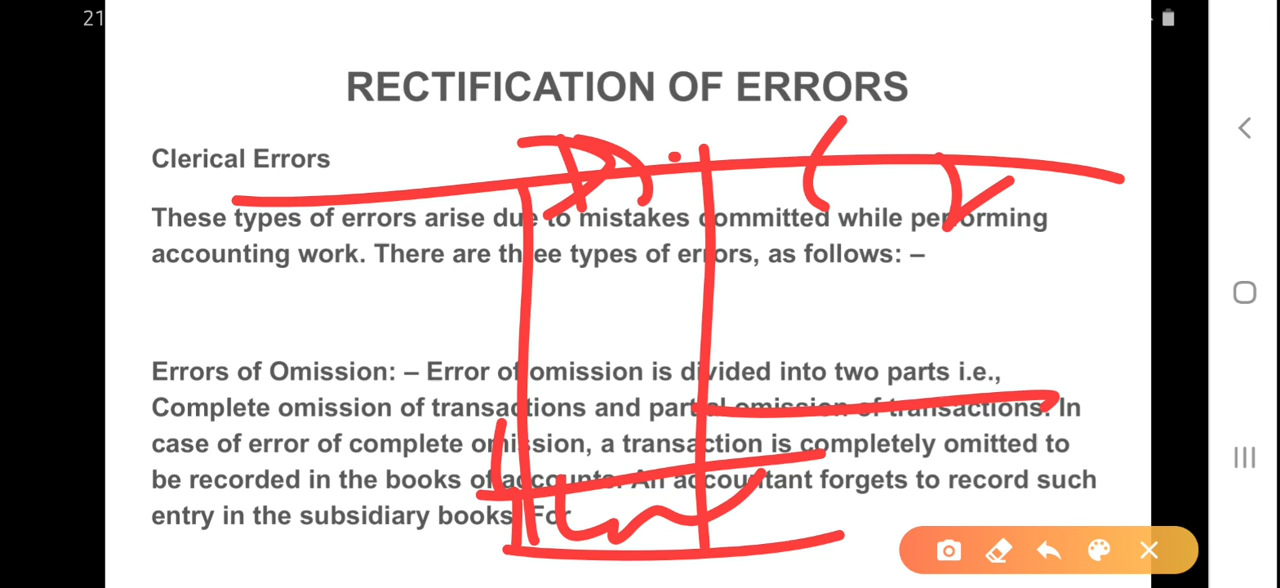 21
RECTIFICATION OF ERRORS
Clerical Errors
These types of errors arise due to mistakes committed while performing
accounting work. There are three types of errors, as follows: –
Errors of Omission: – Error of omission is divided into two parts i.e.,
Complete omission of transactions and partial omission of transactions. In
case of error of complete omission, a transaction is completely omitted to
be recorded in the books of accounts. An accountant forgets to record such
entry in the subsidiary books. For